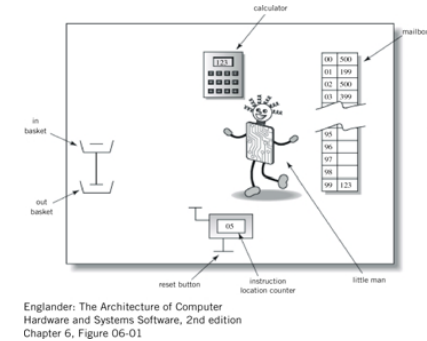 calculator
mailbo
123
00 500
01 199
02 500
03 399
in
basket
95
96
97
98
99 123
out
basket
05
reset button
instruction
location counter
little man
Englander: The Architecture of Computer
Hardware and Systems Software, 2nd edition
Chapter 6, Figure 06-01